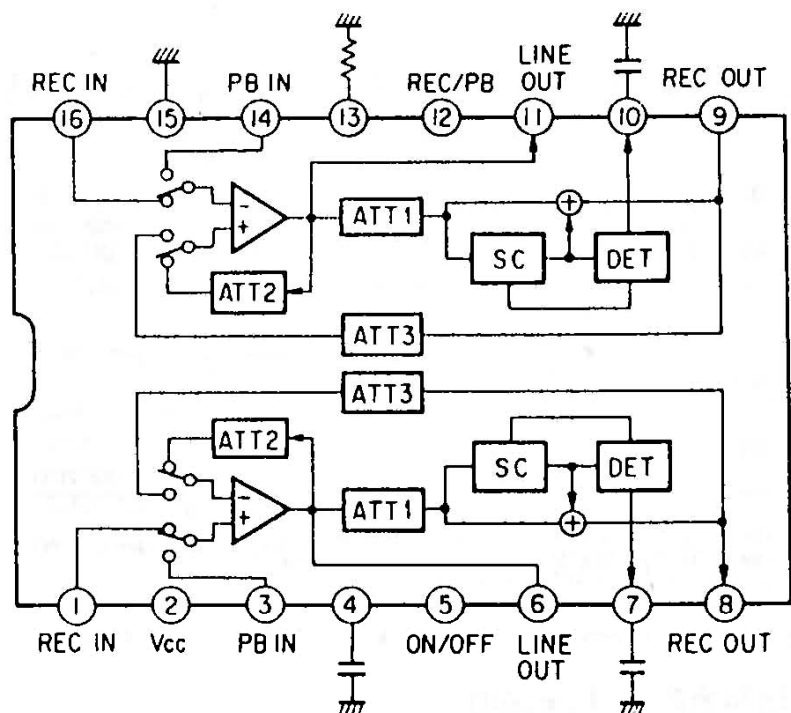 REC IN
PB IN
REC/PB
LINE
OUT
REC OUT
16 15 14 13 12 11 10 9
-
+
ATT1
+
SC
DET
ATT2
ATT3
ATT3
ATT2
SC
DET
-
+
ATT1
+
1 2 3 4 5 6 7 8
REC IN
Vcc
PB IN
ON/OFF
LINE
OUT
REC OUT